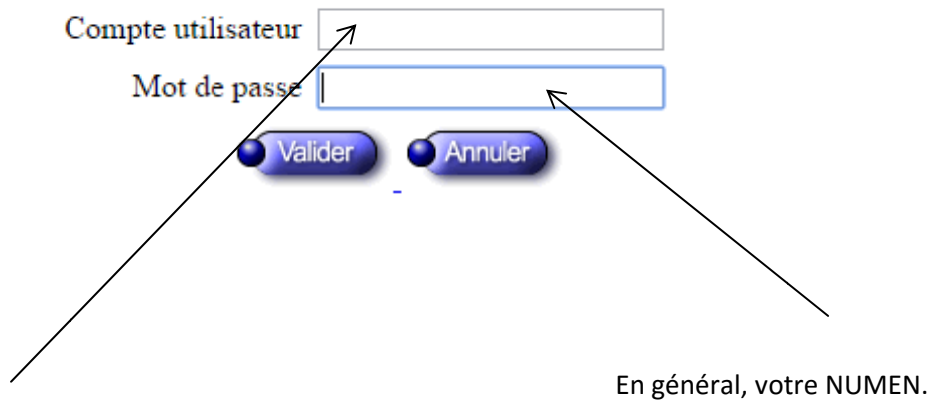 Compte utilisateur
Mot de passe
Valider Annuler
En général, votre NUMEN.